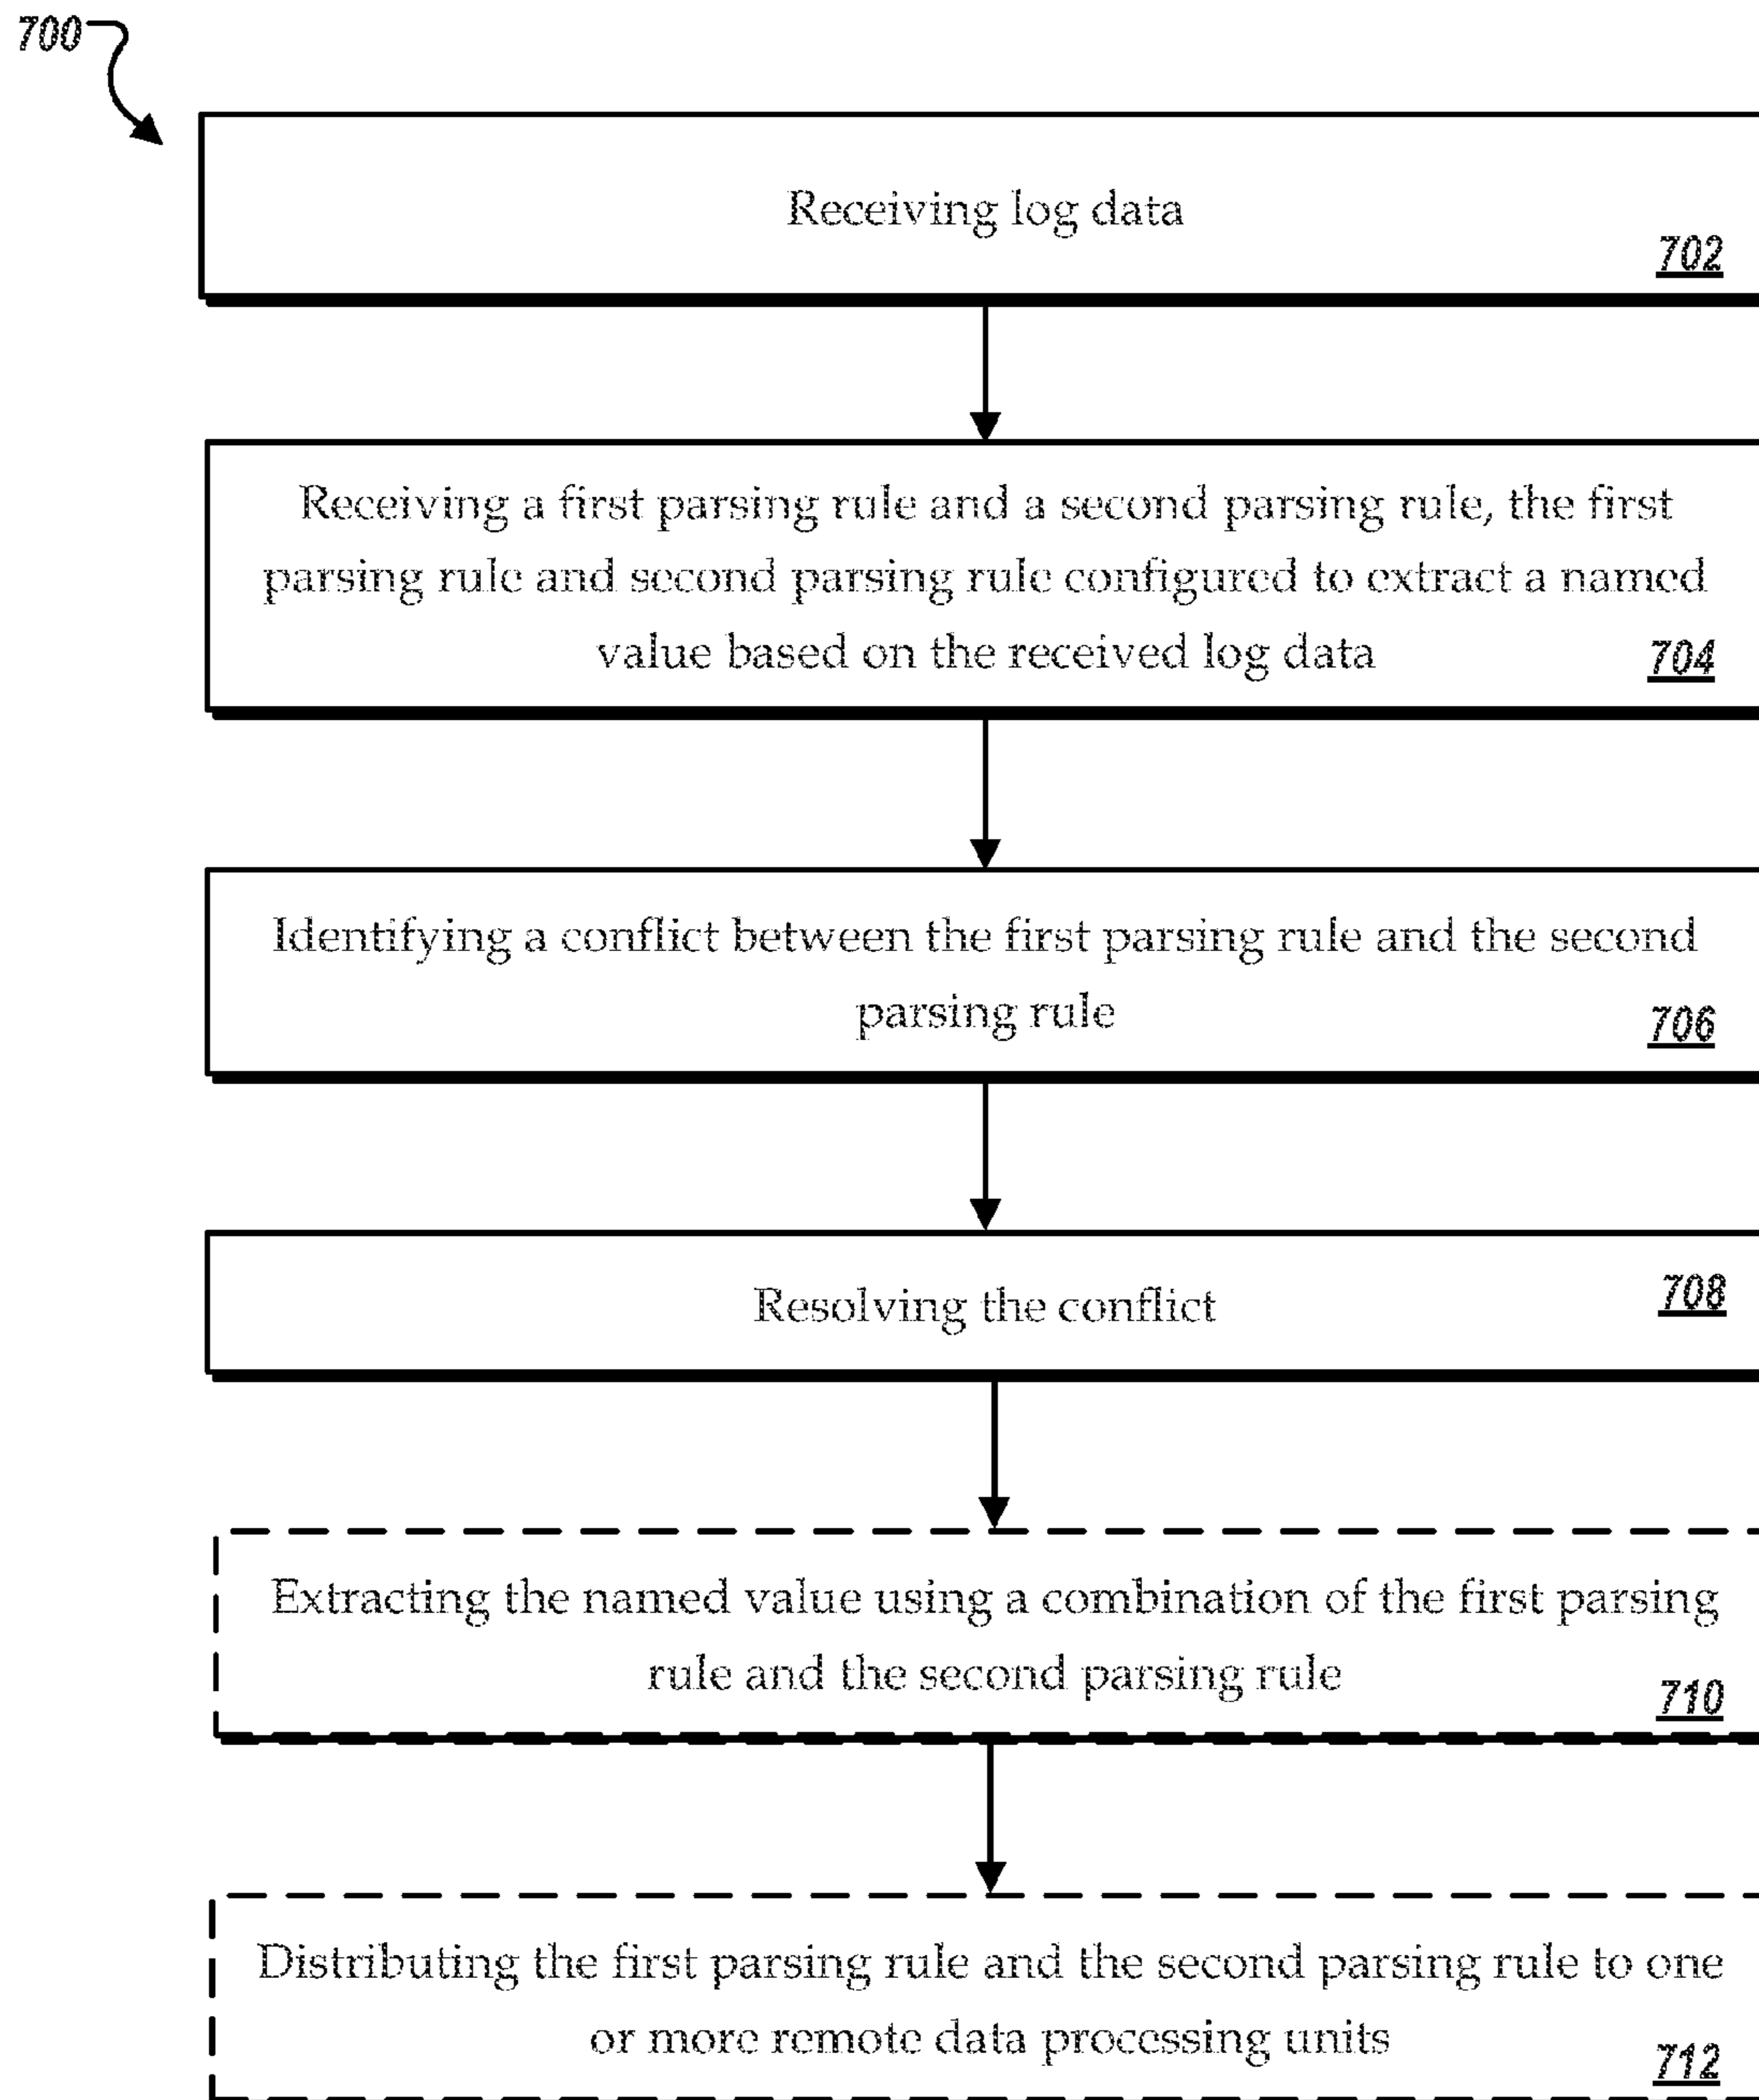 700
Receiving log data
702
Receiving a first parsing rule and a second parsing rule, the first
parsing rule and second parsing rule configured to extract a named
value based on the received log data
704
Identifying a conflict between the first parsing rule and the second
parsing rule
706
Resolving the conflict
708
Extracting the named value using a combination of the first parsing
rule and the second parsing rule
710
Distributing the first parsing rule and the second parsing rule to one
or more remote data processing units
712